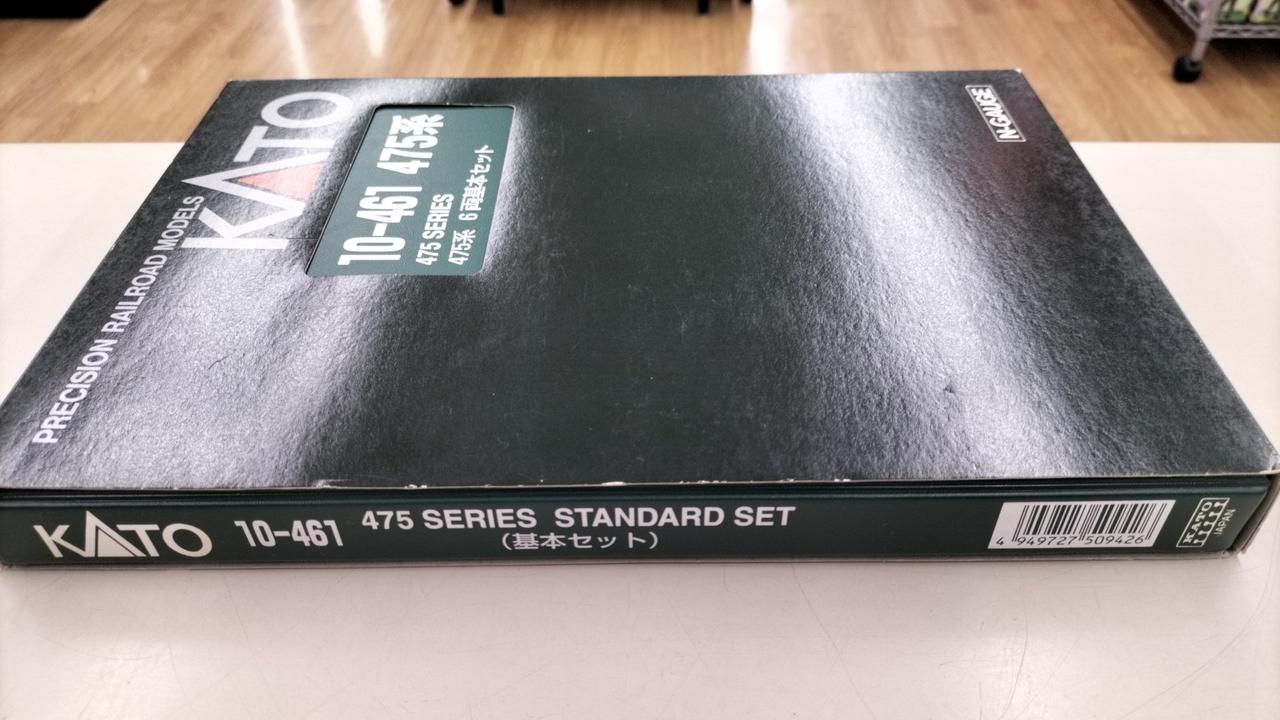 PRECISION RAILROAD MODELS
KATO
10-461 475系
475 SERIES
475系 6両基本セット
N-GAUGE
KATO 10-461 475 SERIES STANDARD SET
(基本セット)
4 949727 509426
KATO
JAPAN